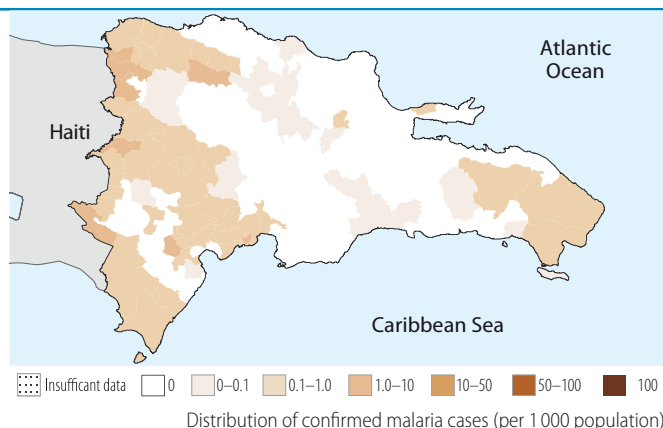 Atlantic
Ocean
Haiti
Caribbean Sea
Insufficant data 0 0–0.1 0.1–1.0 1.0–10 10–50 50–100 100
Distribution of confirmed malaria cases (per 1 000 population)